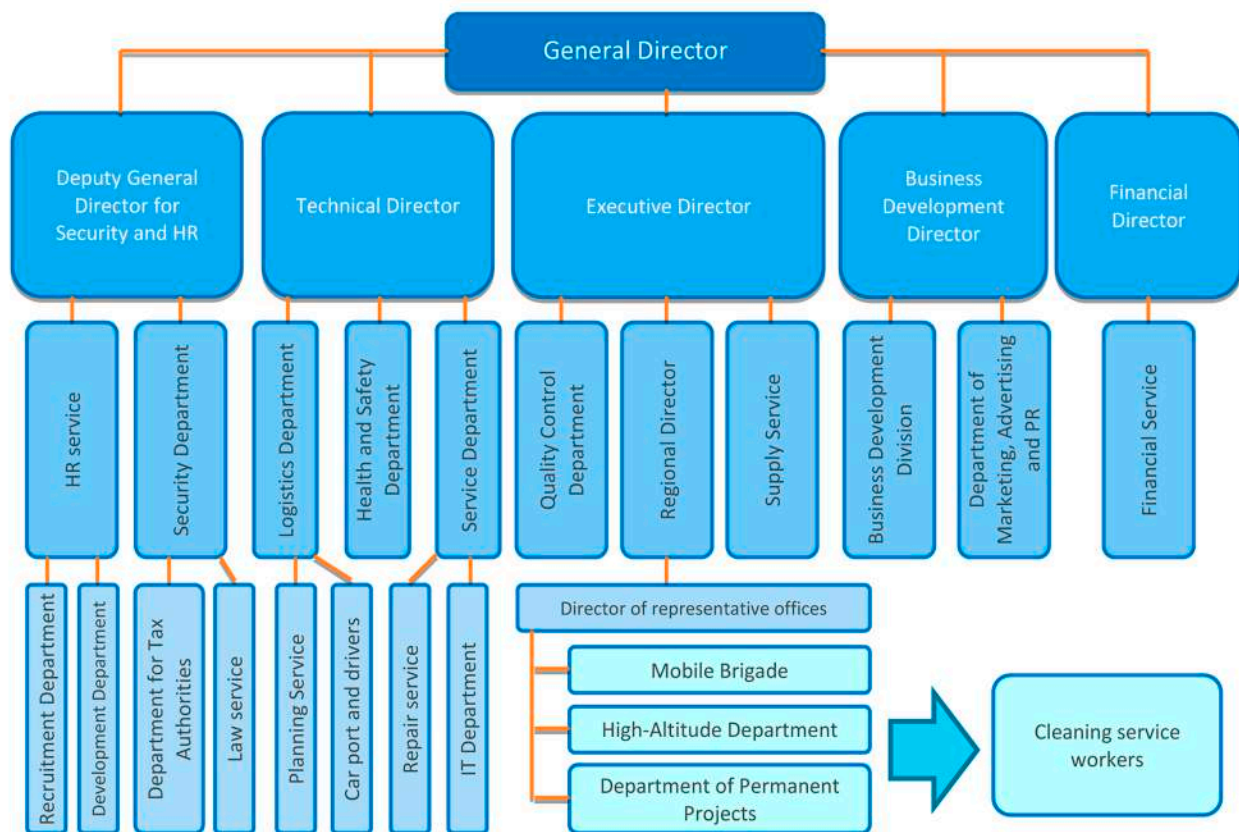 General Director
Deputy General
Director for
Security and HR
Technical Director
Executive Director
Business
Development
Director
Financial
Director
HR service
Security Department
Logistics Department
Health and Safety
Department
Service Department
Quality Control
Department
Regional Director
Supply Service
Business Development
Division
Department of
Marketing, Advertising
and PR
Financial Service
Recruitment Department
Development Department
Department for Tax
Authorities
Law service
Planning Service
Car port and drivers
Repair service
IT Department
Director of representative offices
Mobile Brigade
High-Altitude Department
Department of Permanent
Projects
Cleaning service
workers